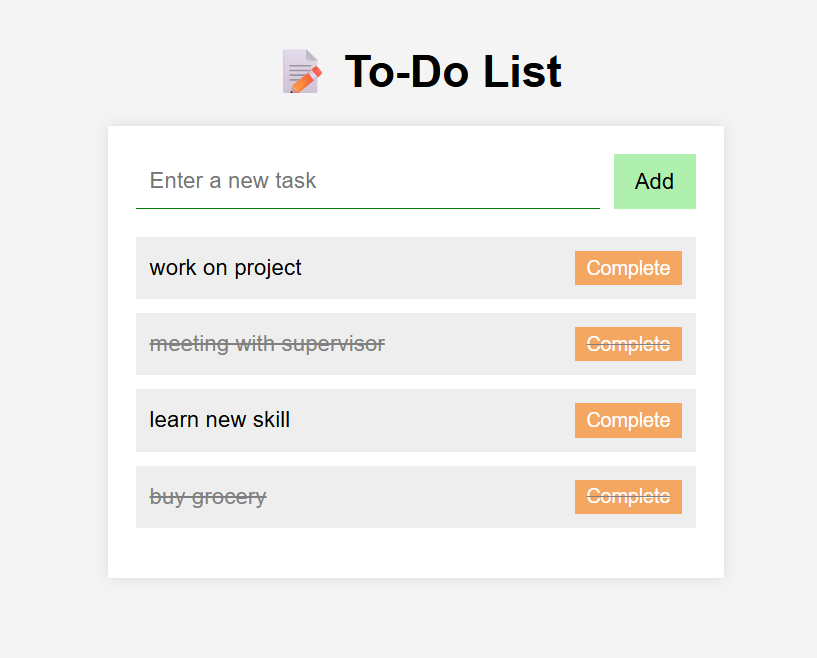 📝 To-Do List
Enter a new task Add
work on project Complete
meeting with supervisor Complete
learn new skill Complete
buy grocery Complete